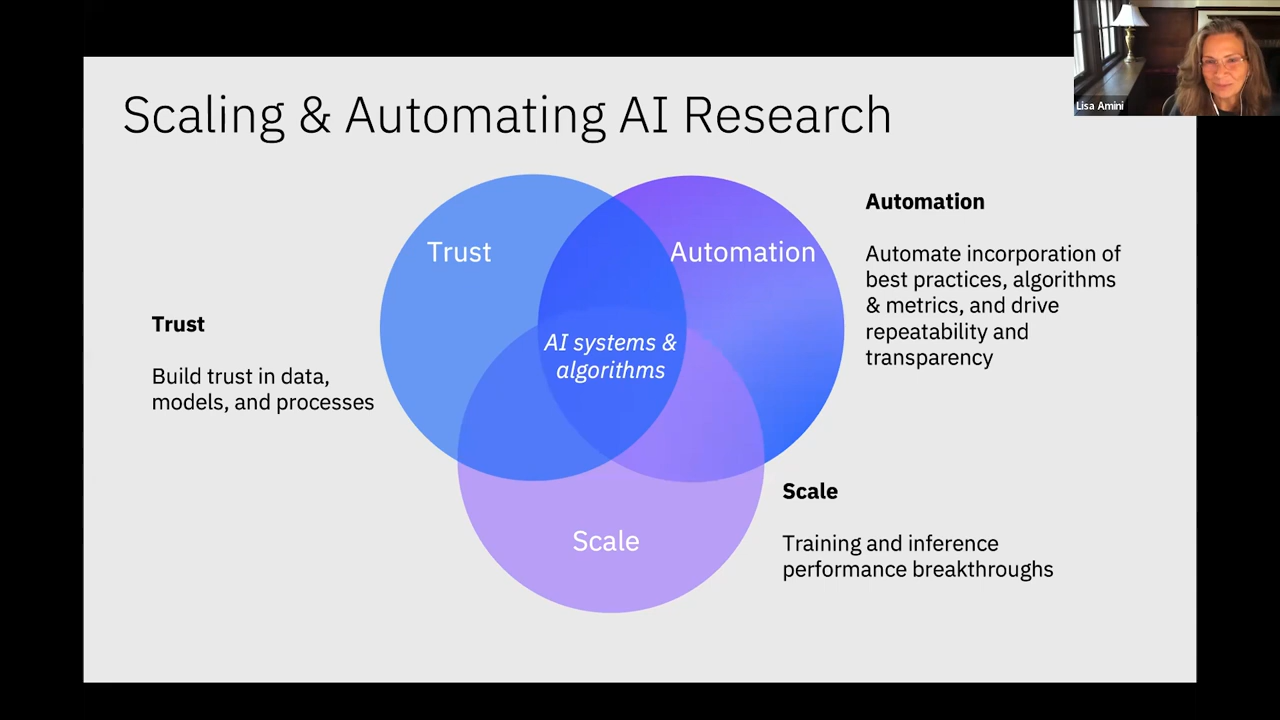 Scaling & Automating AI Research
Lisa Amini
Trust
Automation
AI systems &
algorithms
Scale
Trust
Build trust in data,
models, and processes
Automation
Automate incorporation of
best practices, algorithms
& metrics, and drive
repeatability and
transparency
Scale
Training and inference
performance breakthroughs